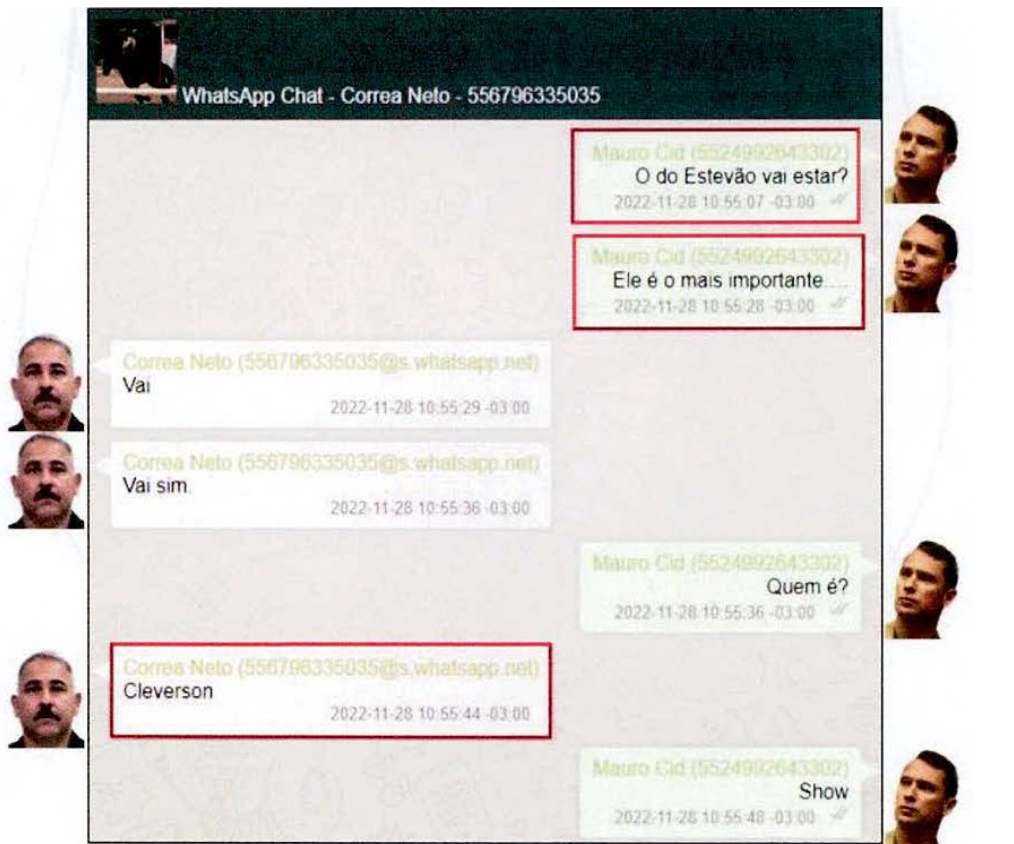 WhatsApp Chat - Correa Neto - 556796335035
Mauro Cid (5524992643302)
O do Estevão vai estar?
2022-11-28 10:55:07 -03:00
Mauro Cid (5524992643302)
Ele é o mais importante....
2022-11-28 10:55:28 -03:00
Correa Neto (556796335035@s.whatsapp.net)
Vai
2022-11-28 10:55:29 -03:00
Correa Neto (556796335035@s.whatsapp.net)
Vai sim.
2022-11-28 10:55:36 -03:00
Mauro Cid (5524992643302)
Quem é?
2022-11-28 10:55:36 -03:00
Correa Neto (556796335035@s.whatsapp.net)
Cleverson
2022-11-28 10:55:44 -03:00
Mauro Cid (5524992643302)
Show
2022-11-28 10:55:48 -03:00